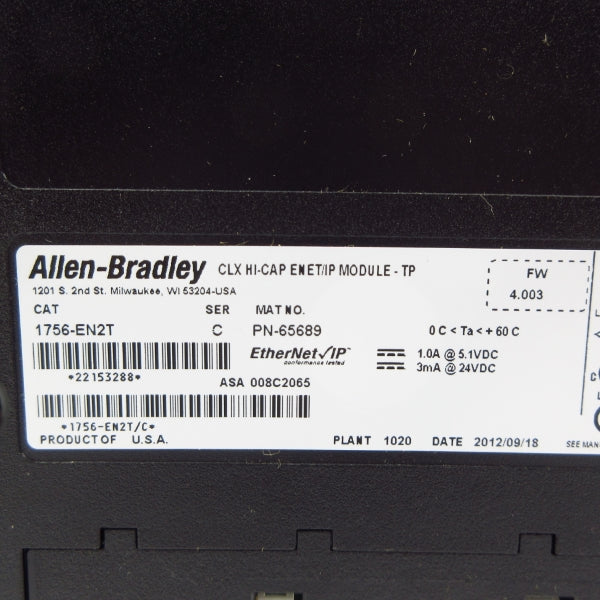 Allen-Bradley CLX HI-CAP ENET/IP MODULE - TP
1201 S. 2nd St. Milwaukee, WI 53204-USA
FW
4.003
CAT SER MAT NO.
1756-EN2T C PN-65689 0 C < Ta < + 60 C
EtherNet/IP™ 1.0A @ 5.1VDC
conformance tested 3mA @ 24VDC
*22153288* ASA 008C2065
*1756-EN2T/C*
PRODUCT OF U.S.A. PLANT 1020 DATE 2012/09/18 SEE MAN